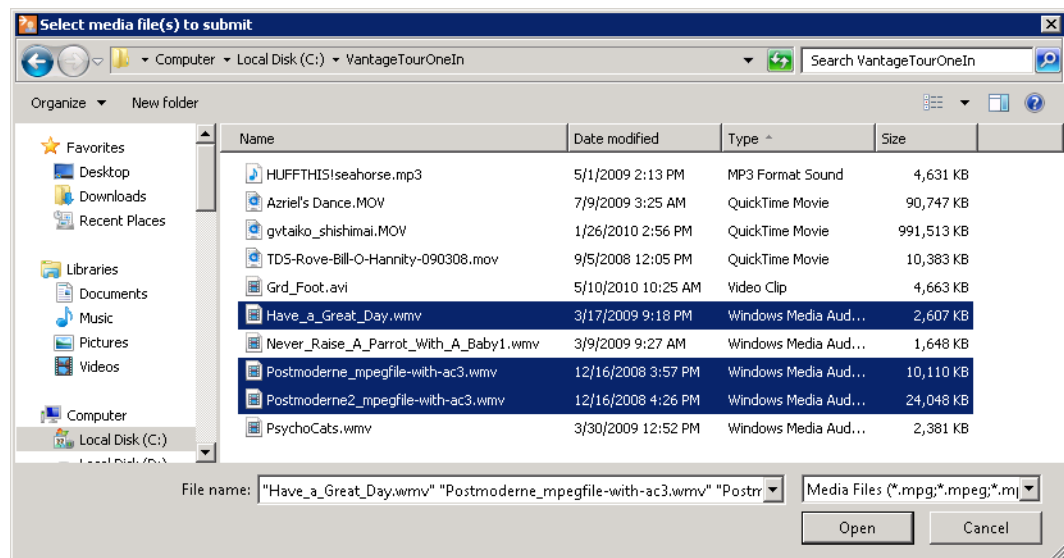 Select media file(s) to submit
Computer Local Disk (C:) VantageTourOneIn Search VantageTourOneIn
Organize New folder
Favorites
Desktop
Downloads
Recent Places
Libraries
Documents
Music
Pictures
Videos
Computer
Local Disk (C:)
Local Disk (D:)
Name Date modified Type Size
HUFFTHIS!seahorse.mp3 5/1/2009 2:13 PM MP3 Format Sound 4,631 KB
Azriel's Dance.MOV 7/9/2009 3:25 AM QuickTime Movie 90,747 KB
gvtaiko_shishimai.MOV 1/26/2010 2:56 PM QuickTime Movie 991,513 KB
TDS-Rove-Bill-O-Hannity-090308.mov 9/5/2008 12:05 PM QuickTime Movie 10,383 KB
Grd_Foot.avi 5/10/2010 10:25 AM Video Clip 4,663 KB
Have_a_Great_Day.wmv 3/17/2009 9:18 PM Windows Media Aud... 2,607 KB
Never_Raise_A_Parrot_With_A_Baby1.wmv 3/9/2009 9:27 AM Windows Media Aud... 1,648 KB
Postmoderne_mpegfile-with-ac3.wmv 12/16/2008 3:57 PM Windows Media Aud... 10,110 KB
Postmoderne2_mpegfile-with-ac3.wmv 12/16/2008 4:26 PM Windows Media Aud... 24,048 KB
PsychoCats.wmv 3/30/2009 12:52 PM Windows Media Aud... 2,381 KB
File name: "Have_a_Great_Day.wmv" "Postmoderne_mpegfile-with-ac3.wmv" "Postr Media Files (*.mpg;*.mpeg;*.m
Open Cancel